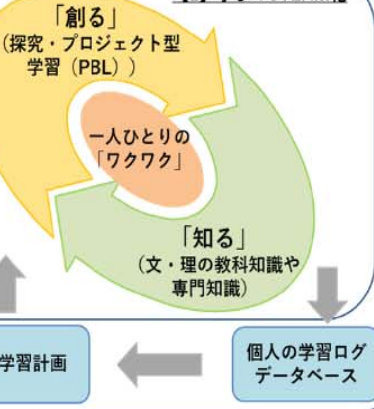 「創る」
(探究・プロジェクト型
学習（PBL））
一人ひとりの
「ワクワク」
「知る」
(文・理の教科知識や
専門知識)
学習計画
個人の学習ログ
データベース